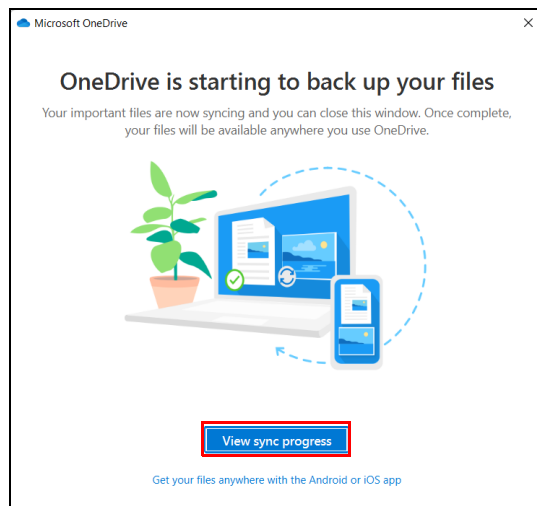 Microsoft OneDrive
OneDrive is starting to back up your files
Your important files are now syncing and you can close this window. Once complete,
your files will be available anywhere you use OneDrive.
View sync progress
Get your files anywhere with the Android or iOS app